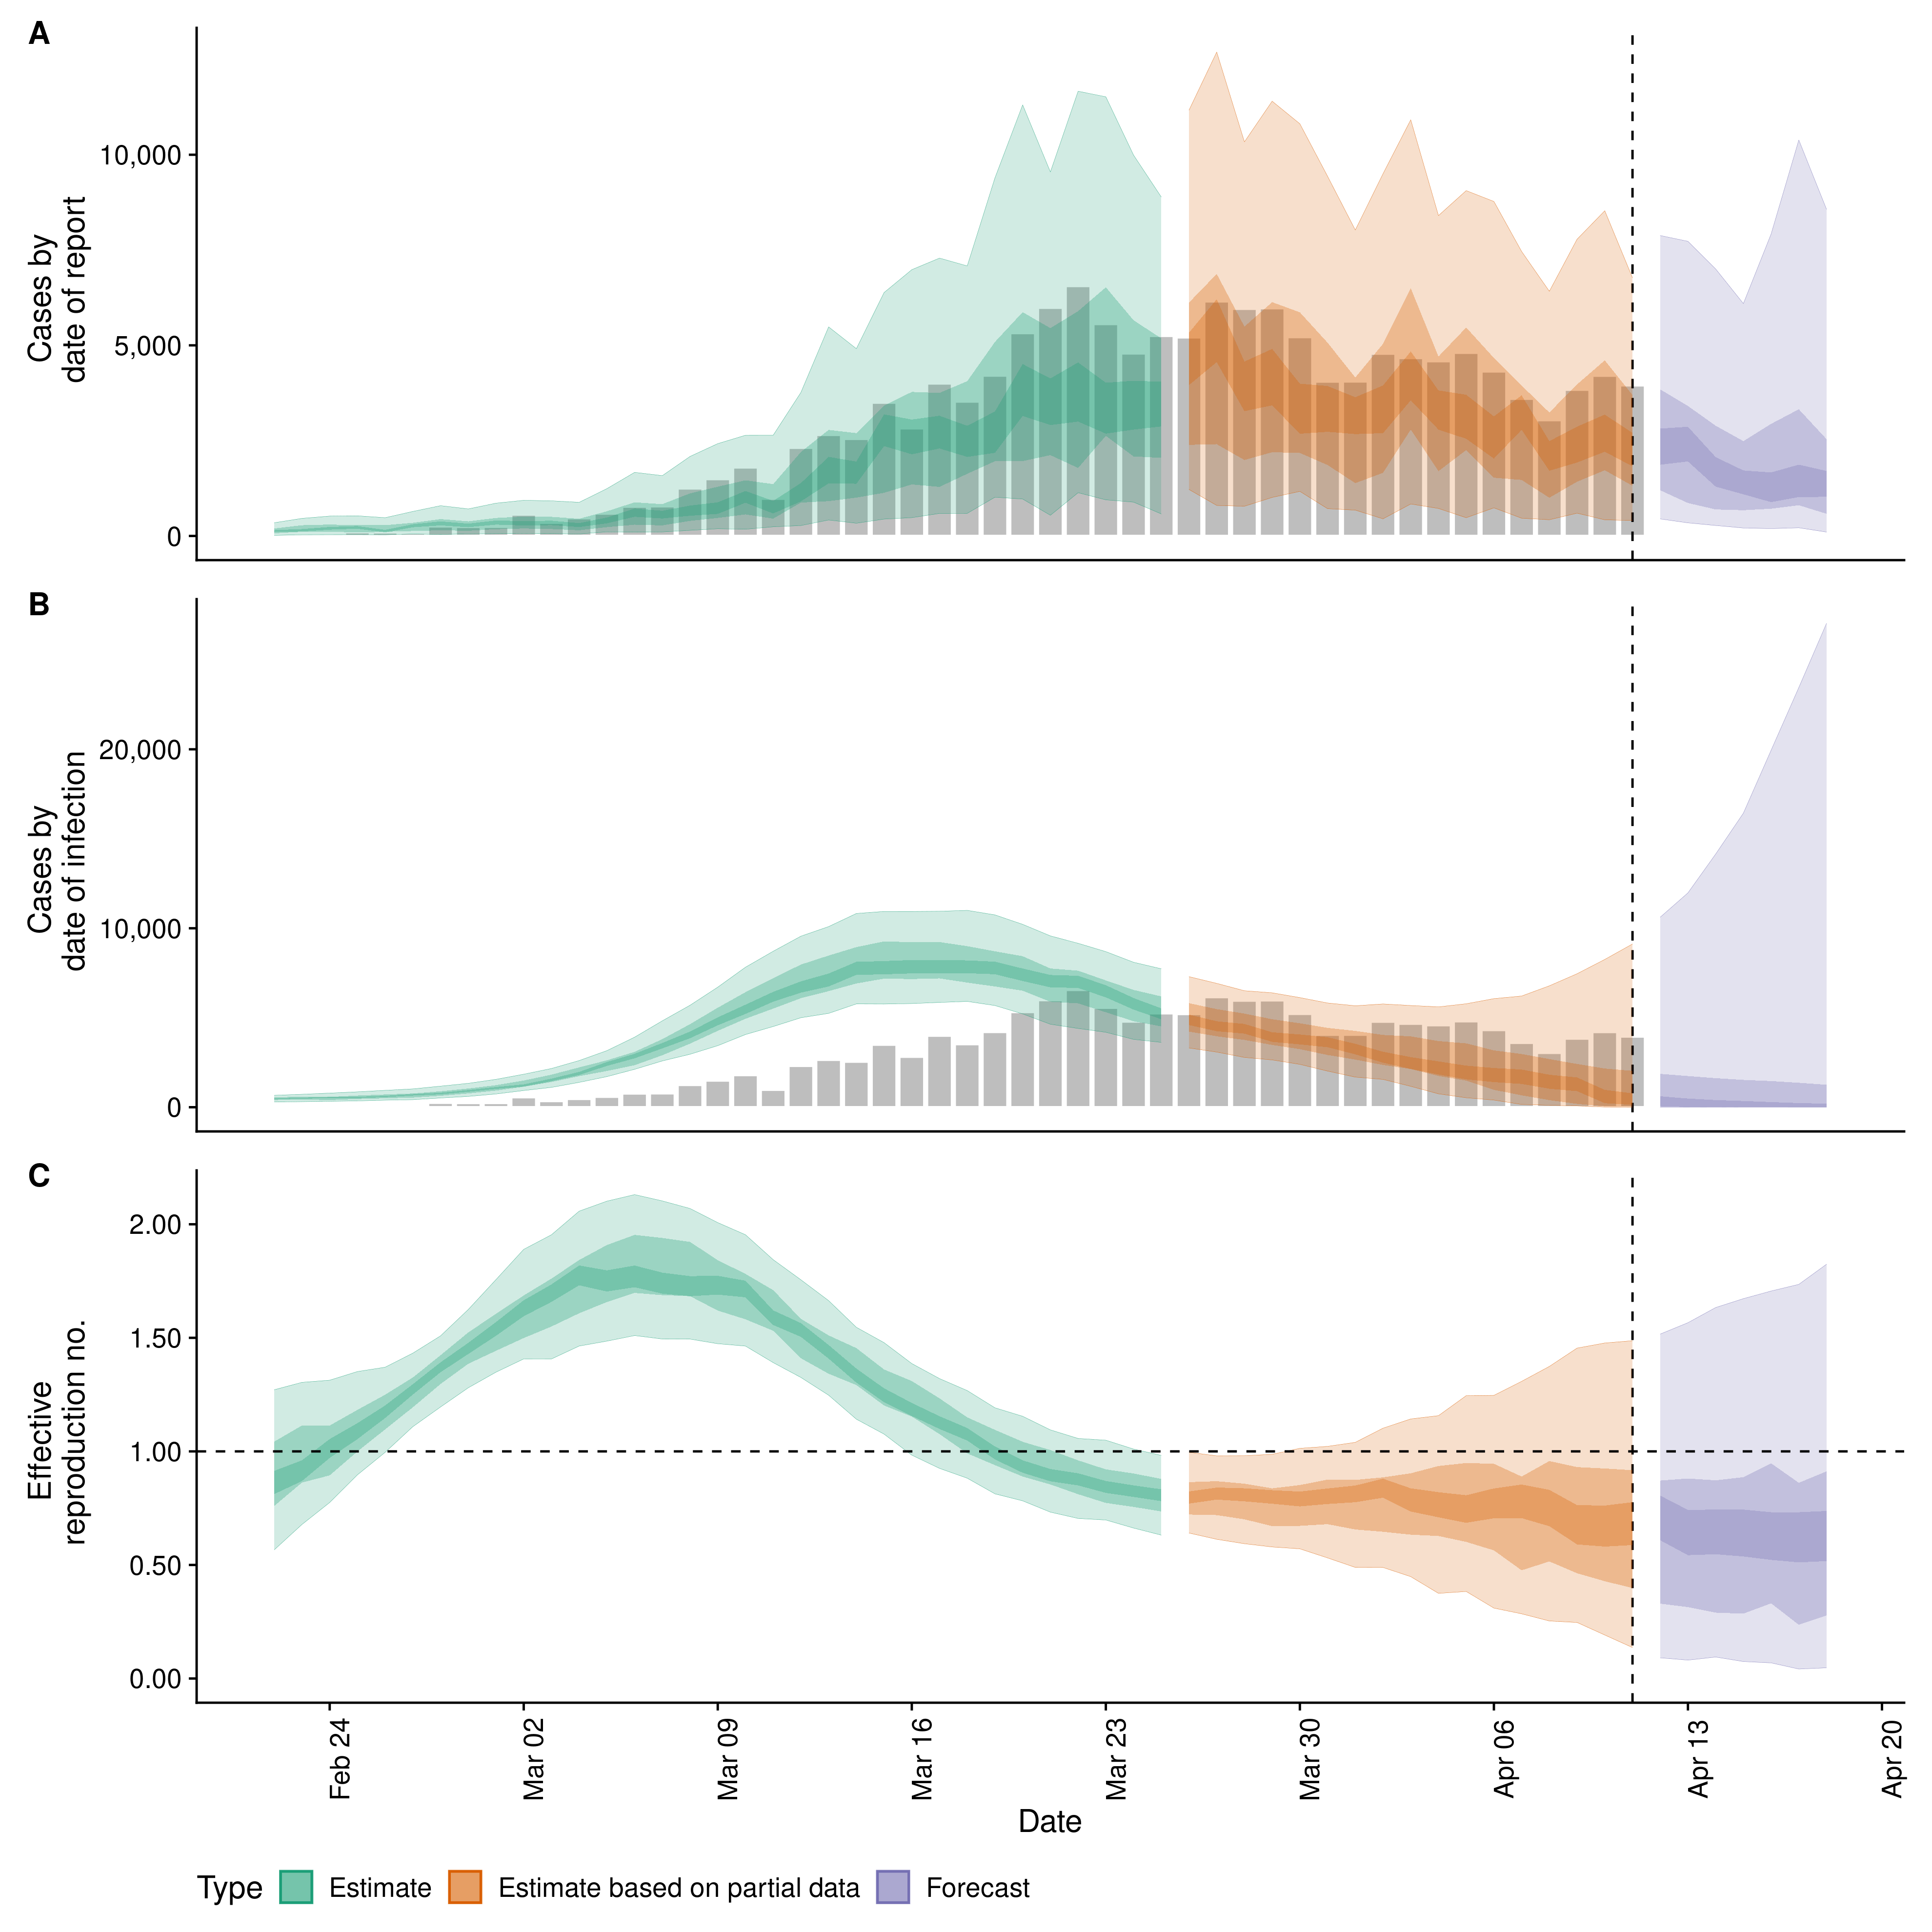 A
Cases by
date of report
10,000
5,000
0
B
Cases by
date of infection
20,000
10,000
0
C
Effective
reproduction no.
2.00
1.50
1.00
0.50
0.00
Feb 24
Mar 02
Mar 09
Mar 16
Mar 23
Mar 30
Apr 06
Apr 13
Apr 20
Date
Type Estimate Estimate based on partial data Forecast